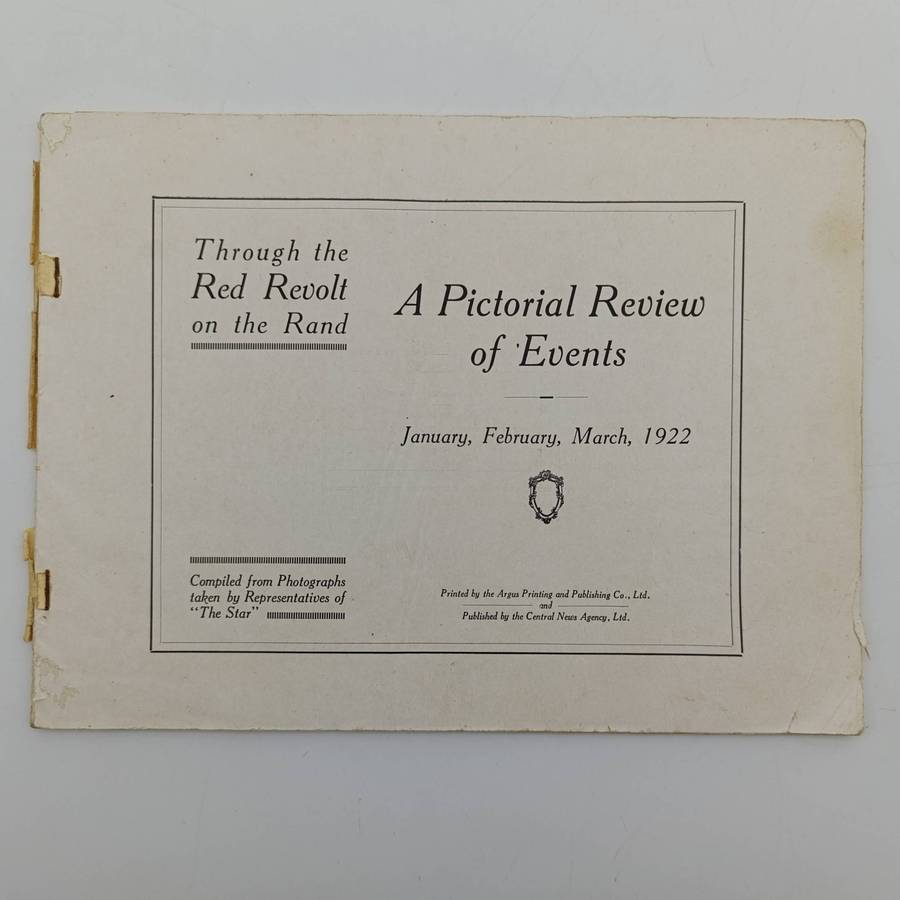 Through the
Red Revolt
on the Rand
A Pictorial Review
of Events
January, February, March, 1922
Compiled from Photographs
taken by Representatives of
"The Star"
Printed by the Argus Printing and Publishing Co., Ltd.
and
Published by the Central News Agency, Ltd.